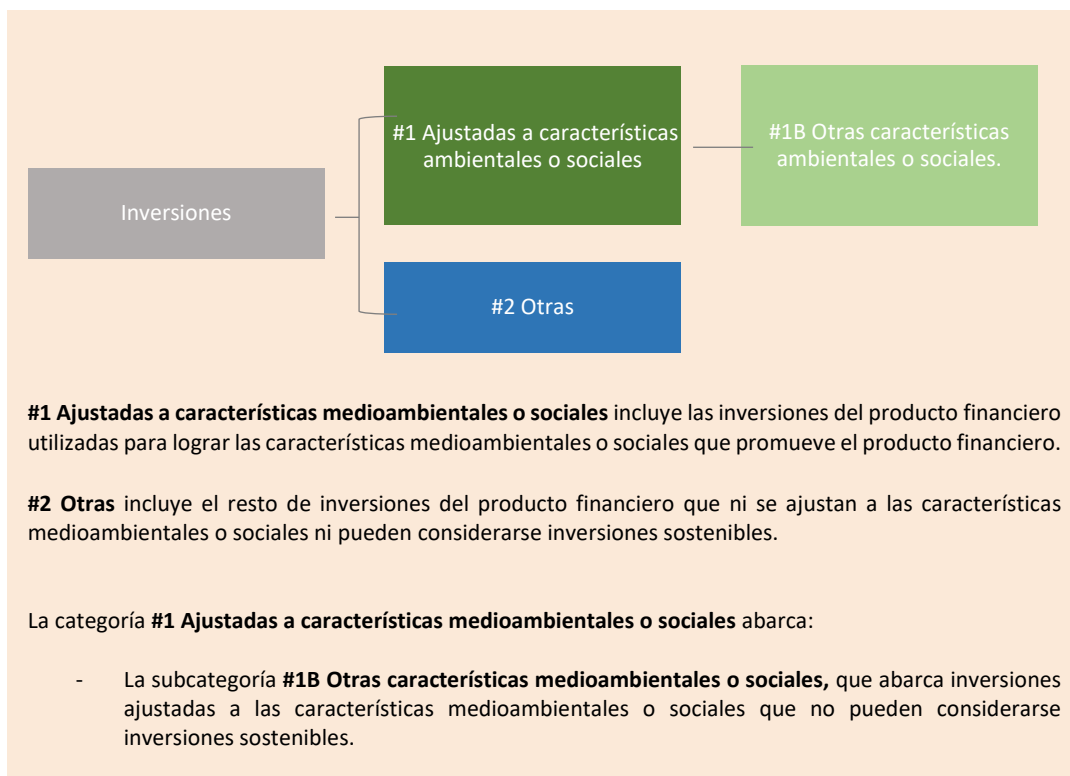 #1 Ajustadas a características
ambientales o sociales
#1B Otras características
ambientales o sociales.
Inversiones
#2 Otras
#1 Ajustadas a características medioambientales o sociales incluye las inversiones del producto financiero
utilizadas para lograr las características medioambientales o sociales que promueve el producto financiero.
#2 Otras incluye el resto de inversiones del producto financiero que ni se ajustan a las características
medioambientales o sociales ni pueden considerarse inversiones sostenibles.
La categoría #1 Ajustadas a características medioambientales o sociales abarca:
- La subcategoría #1B Otras características medioambientales o sociales, que abarca inversiones
ajustadas a las características medioambientales o sociales que no pueden considerarse
inversiones sostenibles.